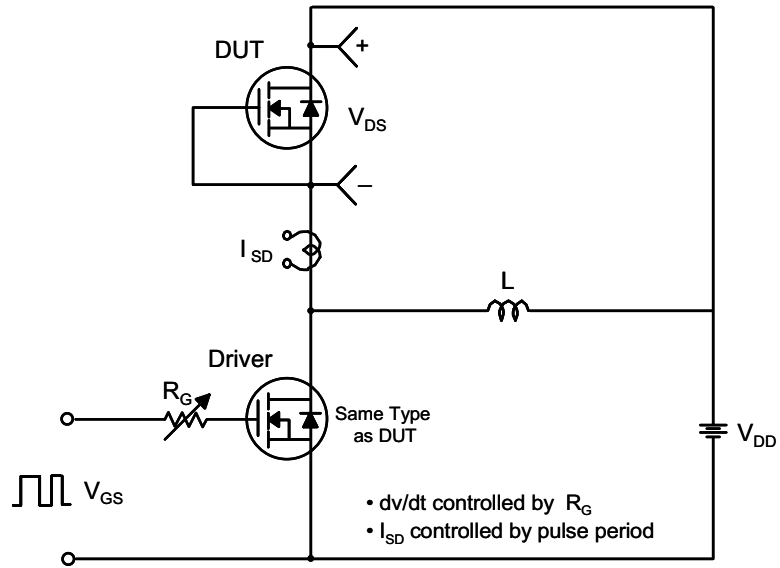 DUT
+
V_DS
–
I_SD
L
Driver
R_G
Same Type
as DUT
V_DD
V_GS
• dv/dt controlled by R_G
• I_SD controlled by pulse period